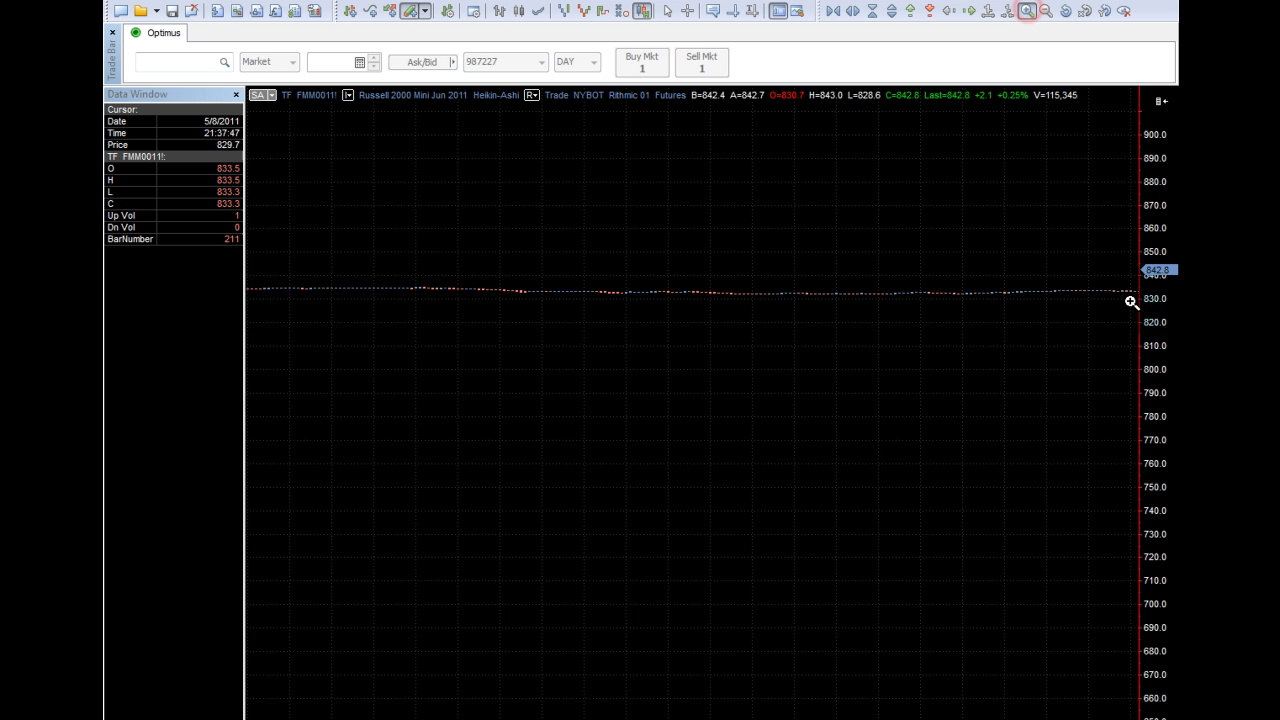 Optimus
Trade Bar
Market
Ask/Bid
987227
DAY
Buy Mkt
1
Sell Mkt
1
Data Window
SA TF FMM0011! Russell 2000 Mini Jun 2011 Heikin-Ashi R Trade NYBOT Rithmic 01 Futures B=842.4 A=842.7 O=830.7 H=843.0 L=828.6 C=842.8 Last=842.8 +2.1 +0.25% V=115,345
Cursor:
Date 5/8/2011
Time 21:37:47
Price 829.7
TF FMM0011!:
O 833.5
H 833.5
L 833.3
C 833.3
Up Vol 1
Dn Vol 0
BarNumber 211
900.0
890.0
880.0
870.0
860.0
850.0
842.8
840.0
830.0
820.0
810.0
800.0
790.0
780.0
770.0
760.0
750.0
740.0
730.0
720.0
710.0
700.0
690.0
680.0
670.0
660.0